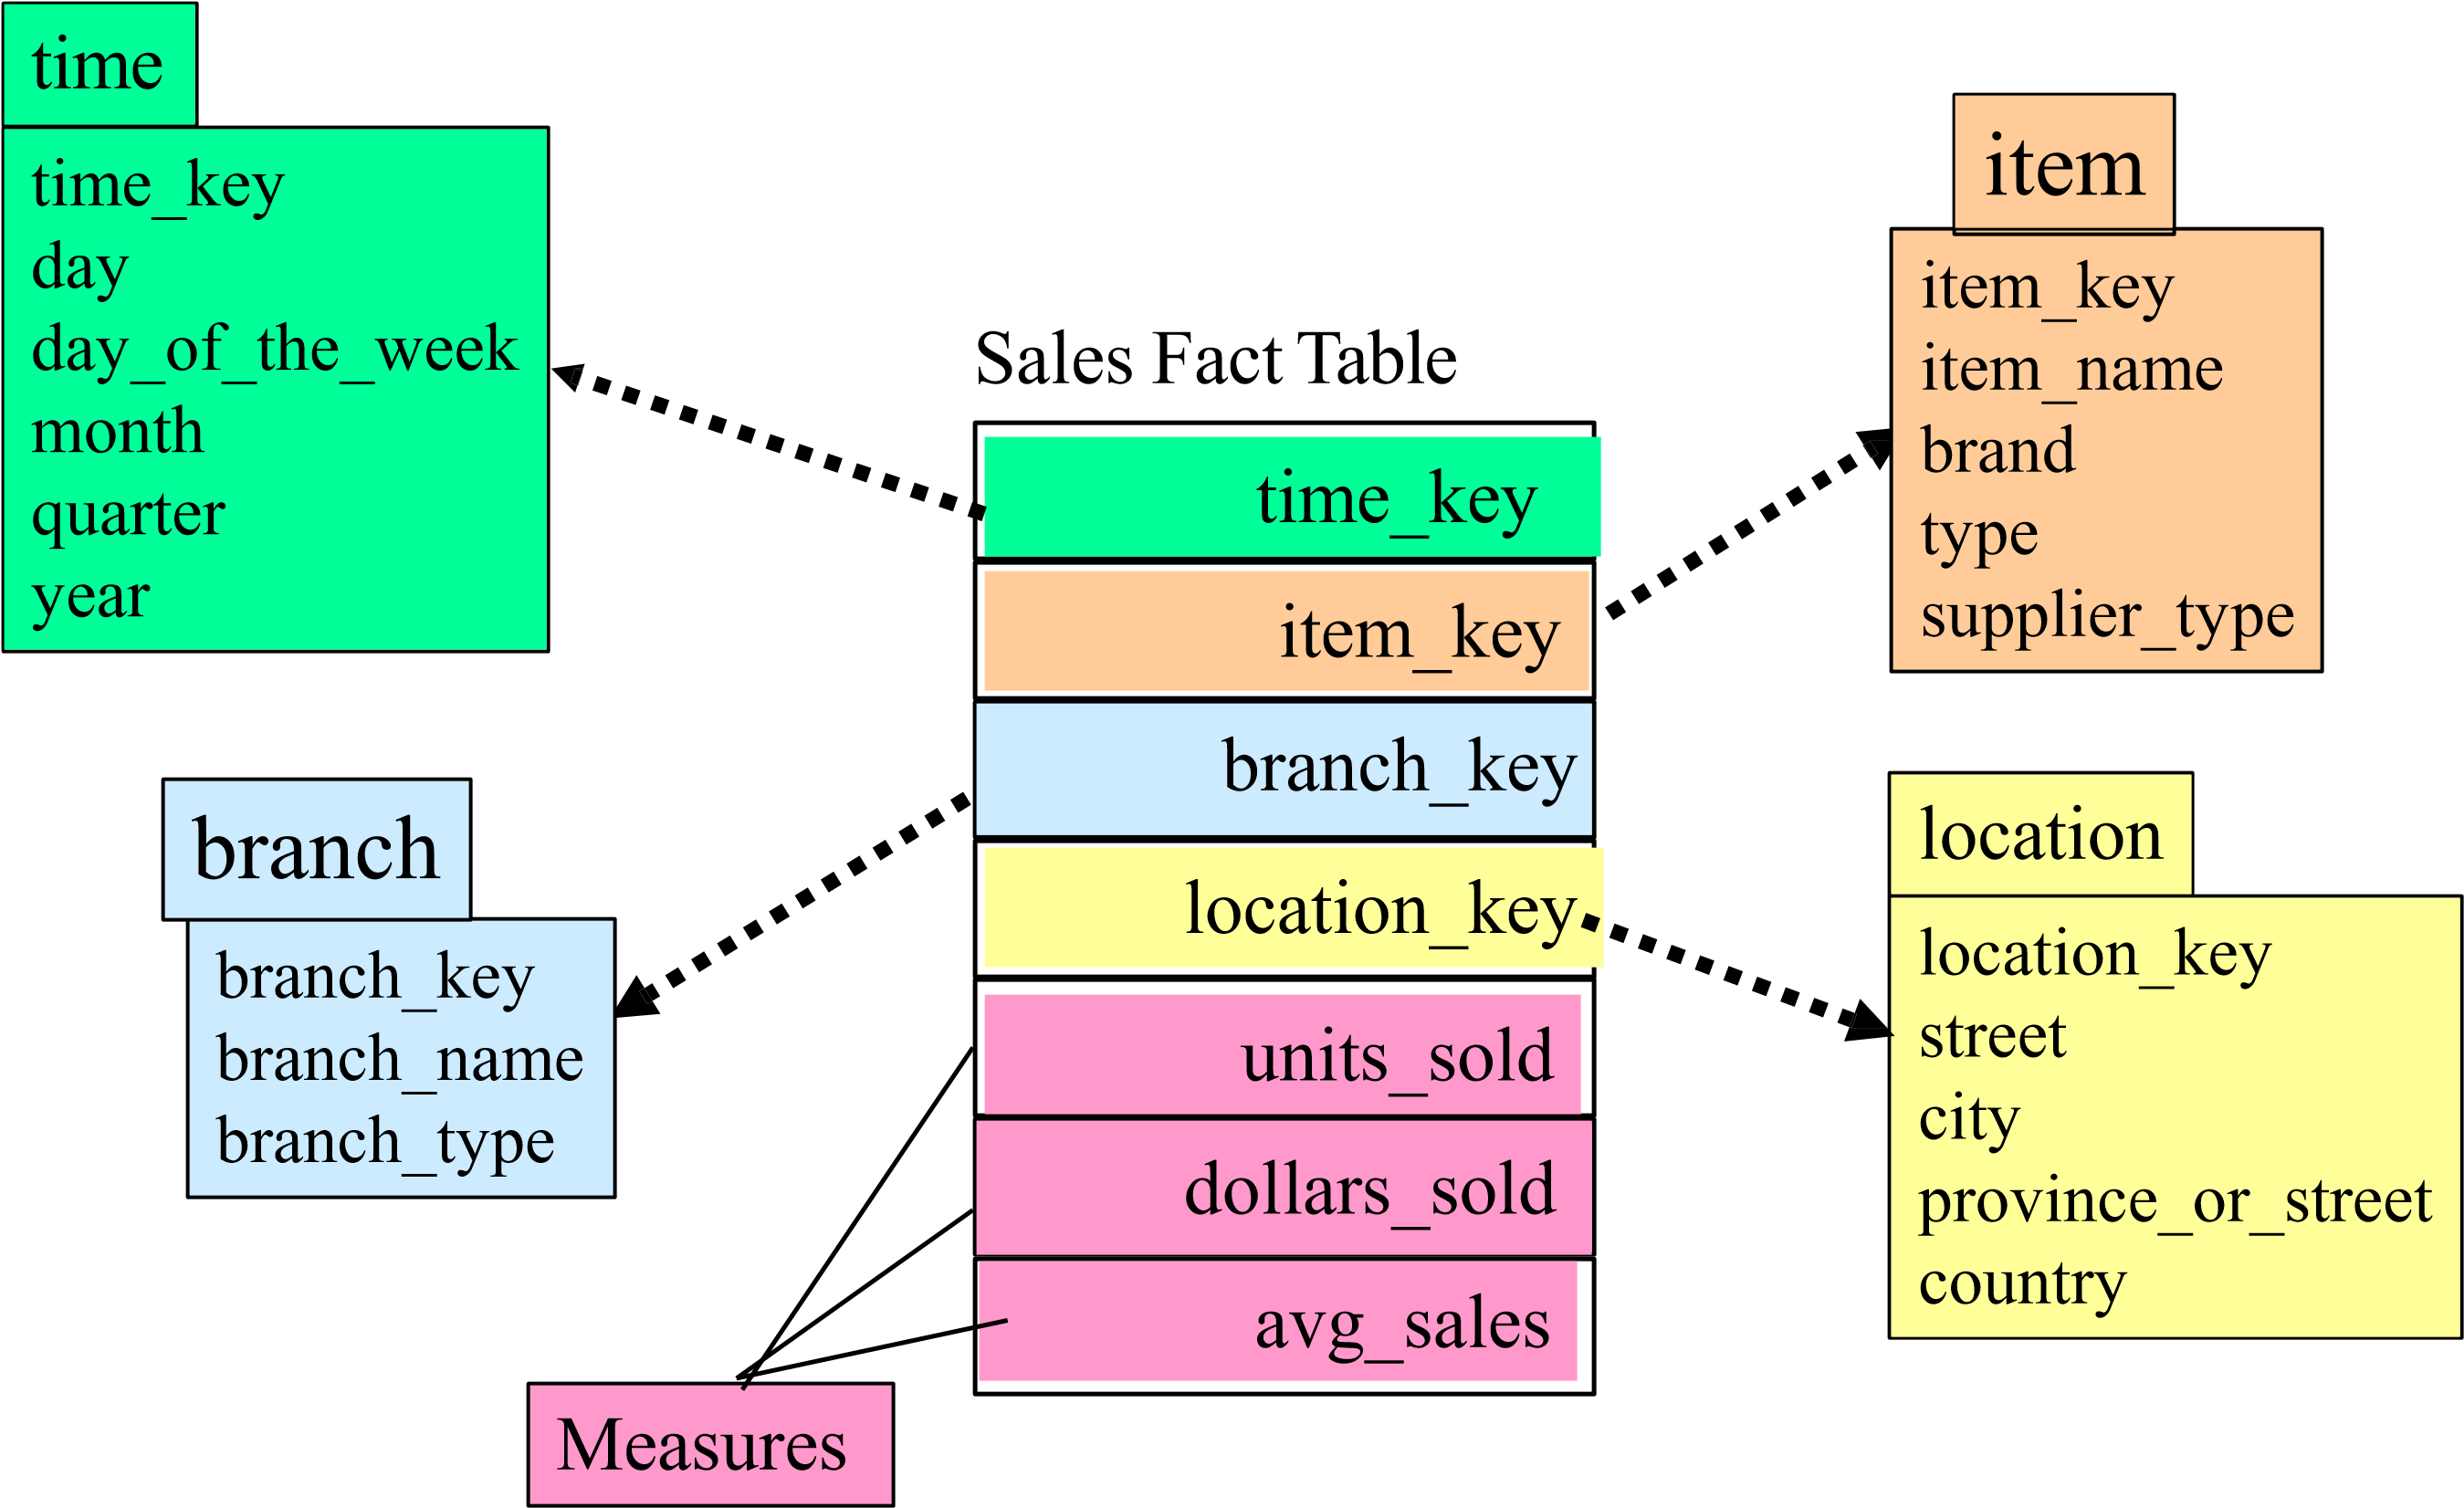 time
time_key
day
day_of_the_week
month
quarter
year
item
item_key
item_name
brand
type
supplier_type
Sales Fact Table
time_key
item_key
branch_key
location_key
units_sold
dollars_sold
avg_sales
branch
branch_key
branch_name
branch_type
location
location_key
street
city
province_or_street
country
Measures